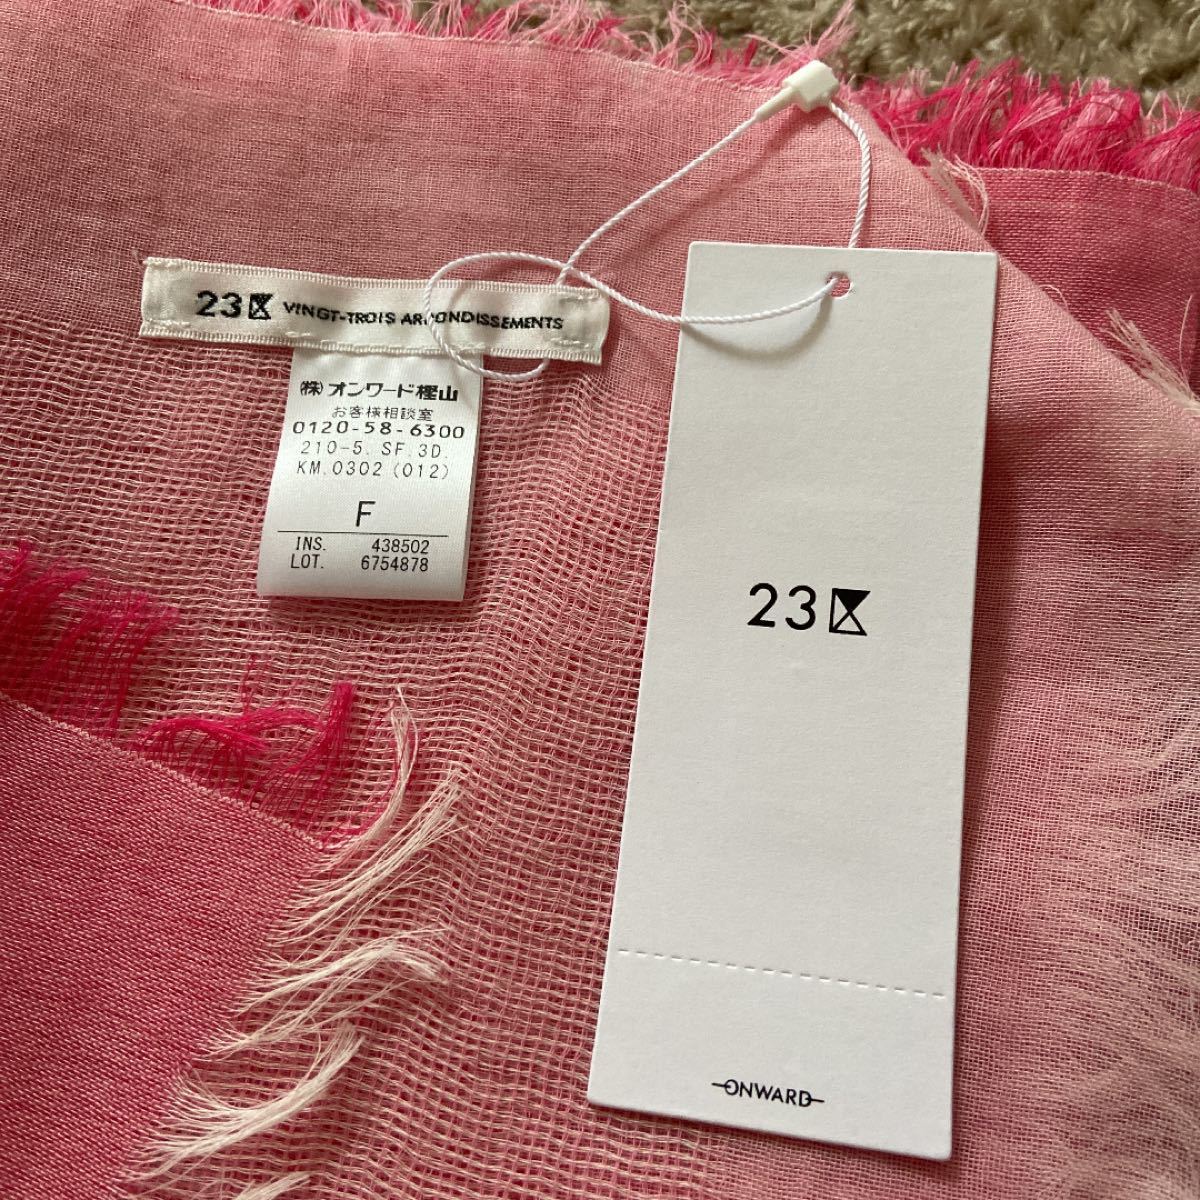 23区 VINGT-TROIS ARRONDISSEMENTS
㈱オンワード樫山
お客様相談室
0120-58-6300
210-5. SF.3D.
KM.0302(012)
F
INS. 438502
LOT. 6754878
23区
ONWARD